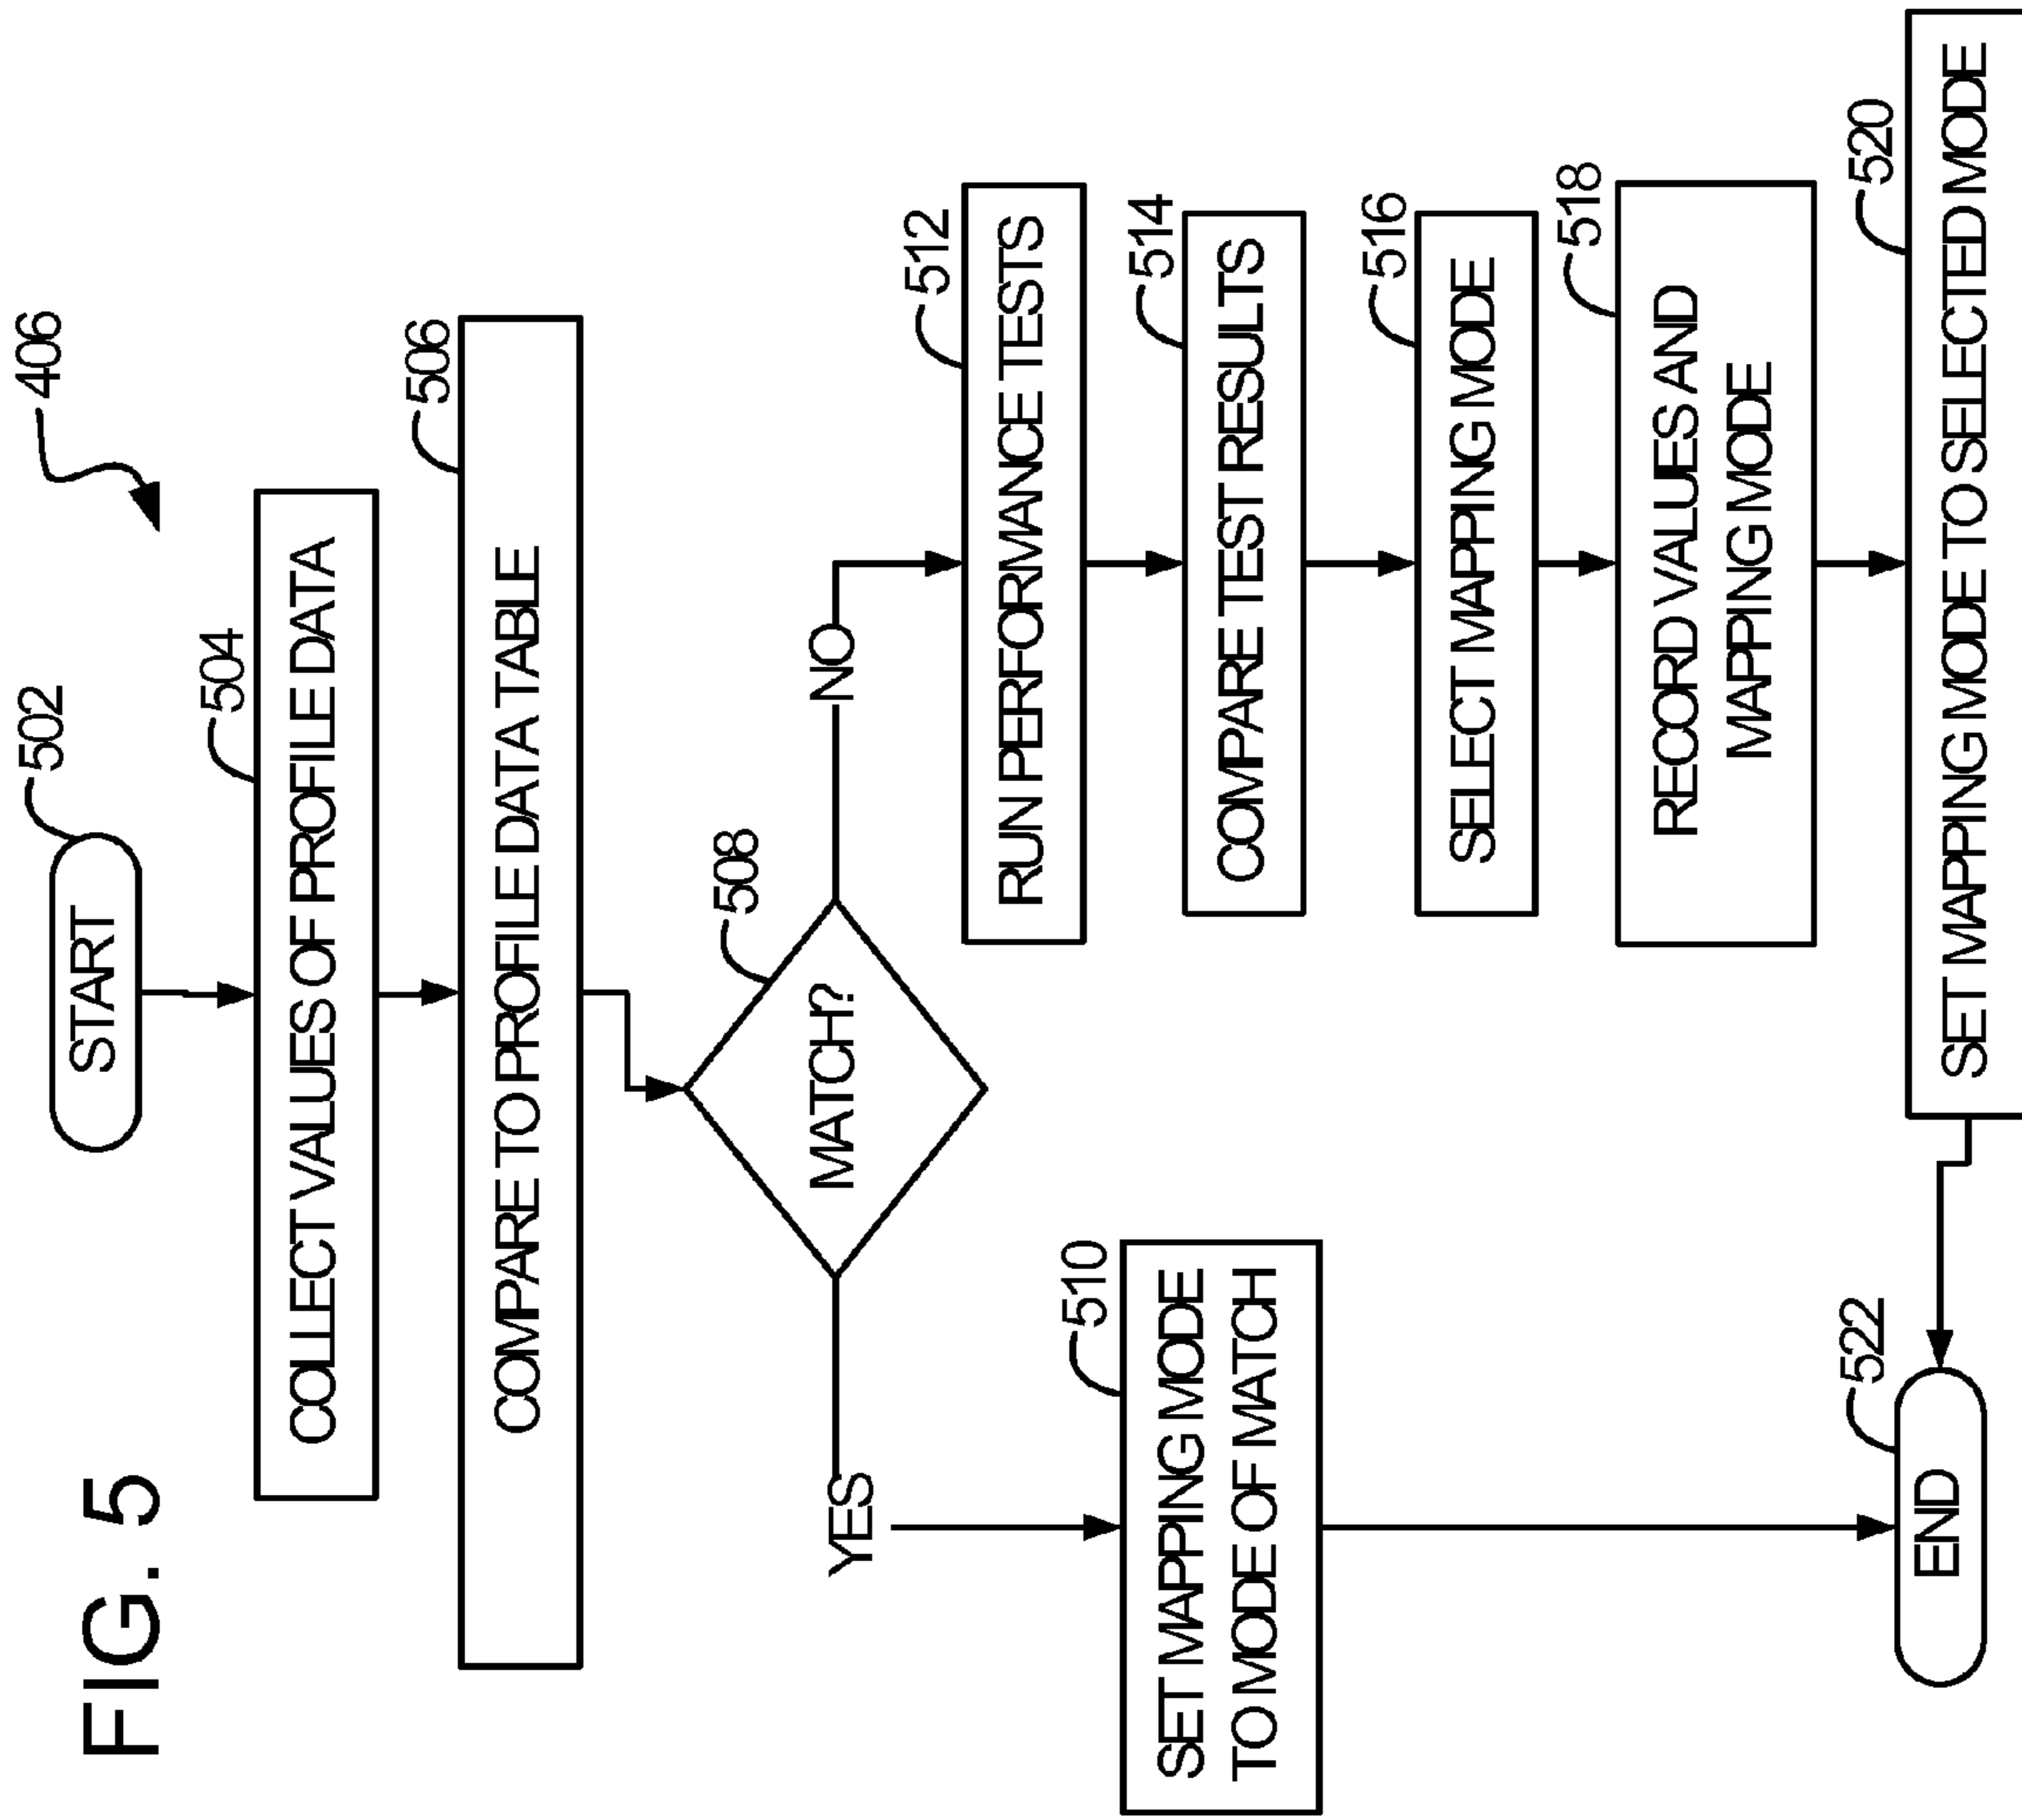 FIG. 5
406
502
START
504
COLLECT VALUES OF PROFILE DATA
506
COMPARE TO PROFILE DATA TABLE
508
MATCH?
YES
NO
510
SET MAPPING MODE
TO MODE OF MATCH
512
RUN PERFORMANCE TESTS
514
COMPARE TEST RESULTS
516
SELECT MAPPING MODE
518
RECORD VALUES AND
MAPPING MODE
520
SET MAPPING MODE TO SELECTED MODE
522
END